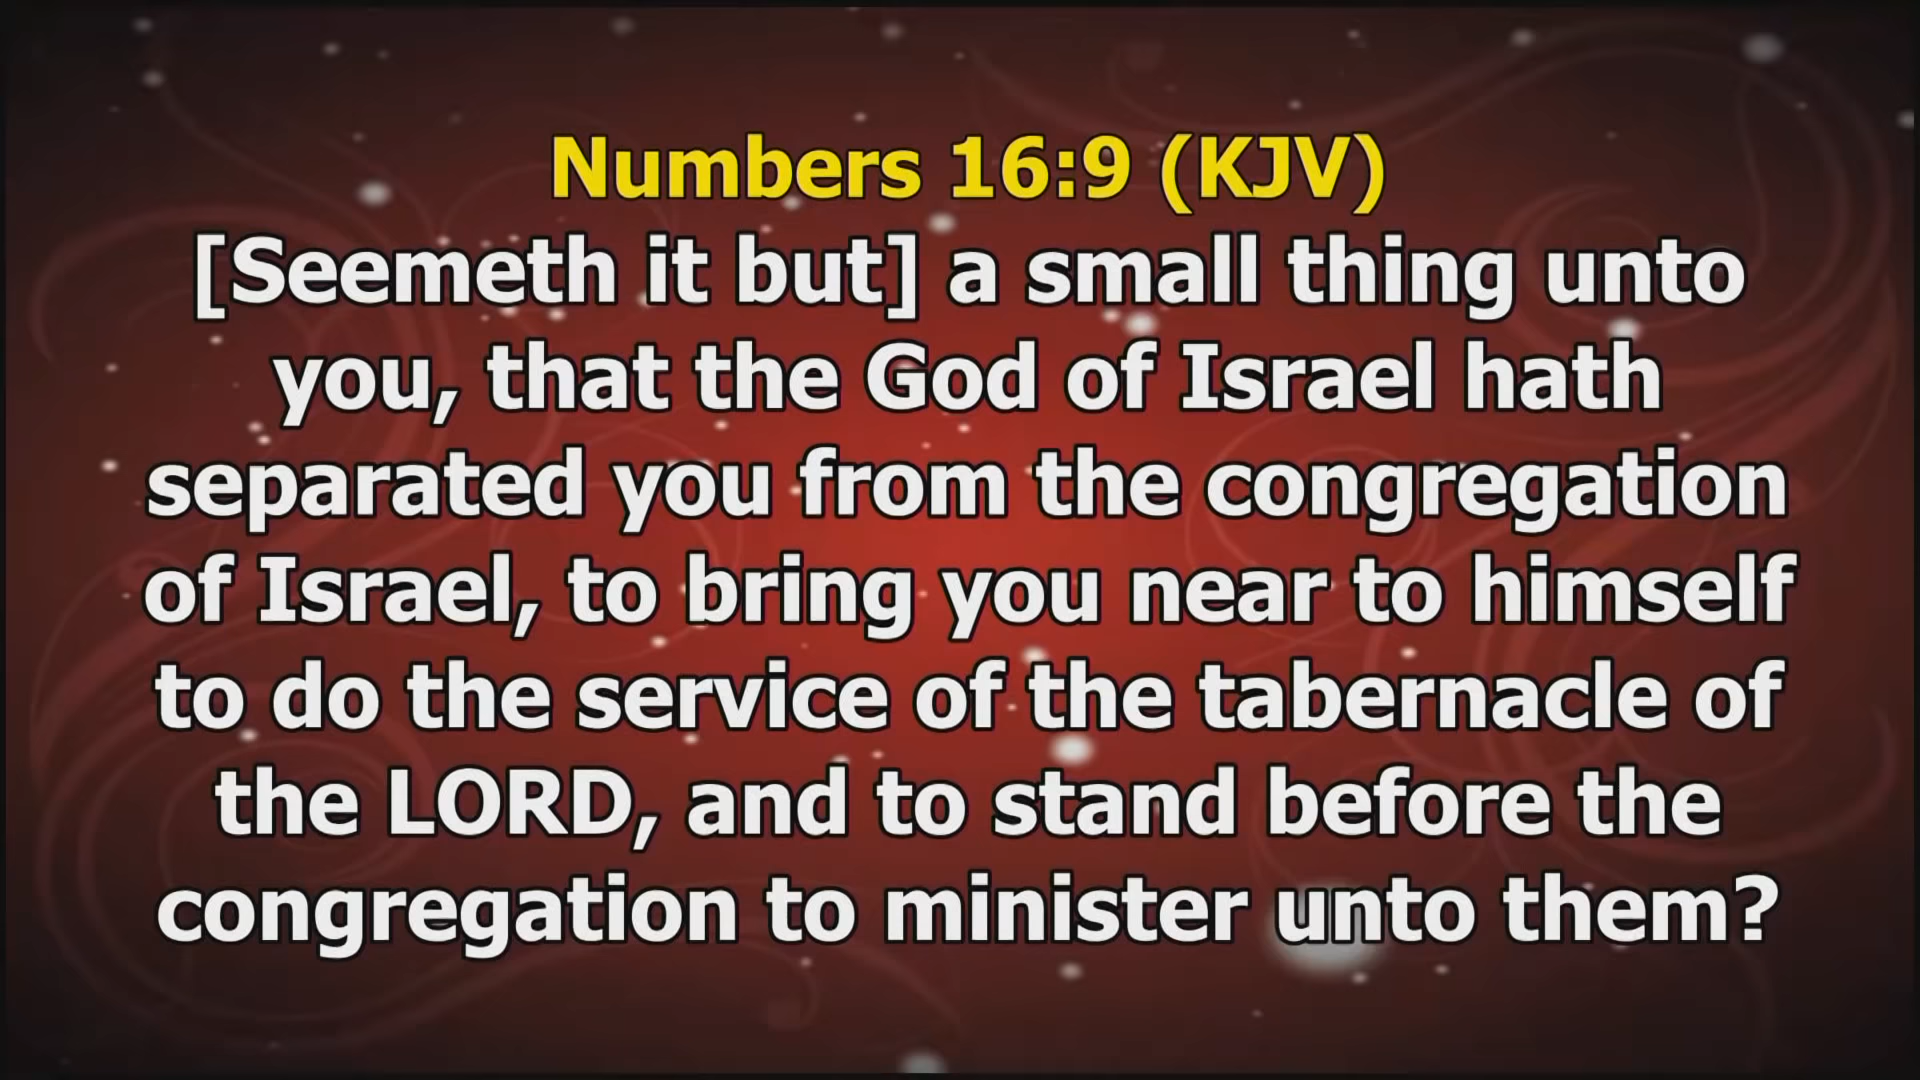 Numbers 16:9 (KJV)
[Seemeth it but] a small thing unto
you, that the God of Israel hath
separated you from the congregation
of Israel, to bring you near to himself
to do the service of the tabernacle of
the LORD, and to stand before the
congregation to minister unto them?